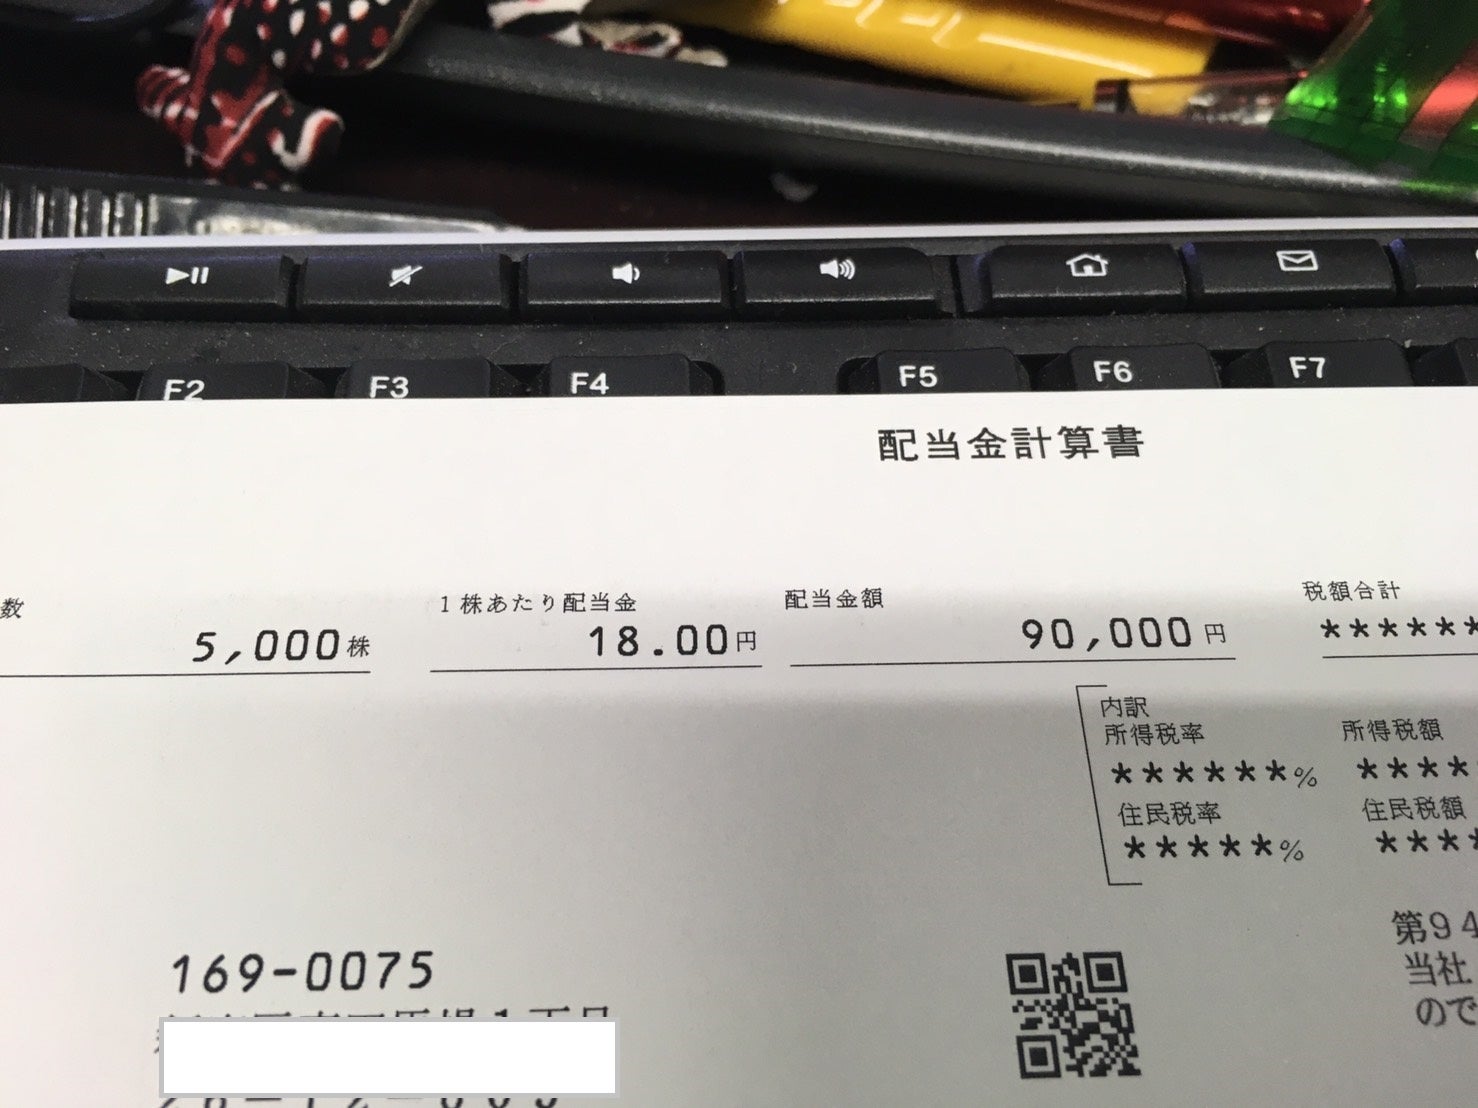 F2 F3 F4 F5 F6 F7
配当金計算書
数 1株あたり配当金 配当金額 税額合計
5,000株 18.00円 90,000円 ******
内訳
所得税率 所得税額
******% ****
住民税率 住民税額
*****% ****
第94
当社
ので
169-0075